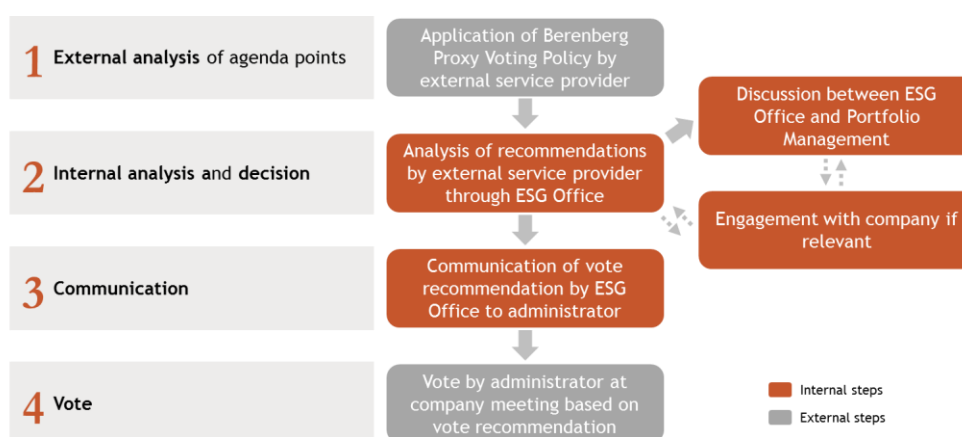 1 External analysis of agenda points
Application of Berenberg
Proxy Voting Policy by
external service provider
2 Internal analysis and decision
Analysis of recommendations
by external service provider
through ESG Office
Discussion between ESG
Office and Portfolio
Management
Engagement with company if
relevant
3 Communication
Communication of vote
recommendation by ESG
Office to administrator
4 Vote
Vote by administrator at
company meeting based on
vote recommendation
Internal steps
External steps